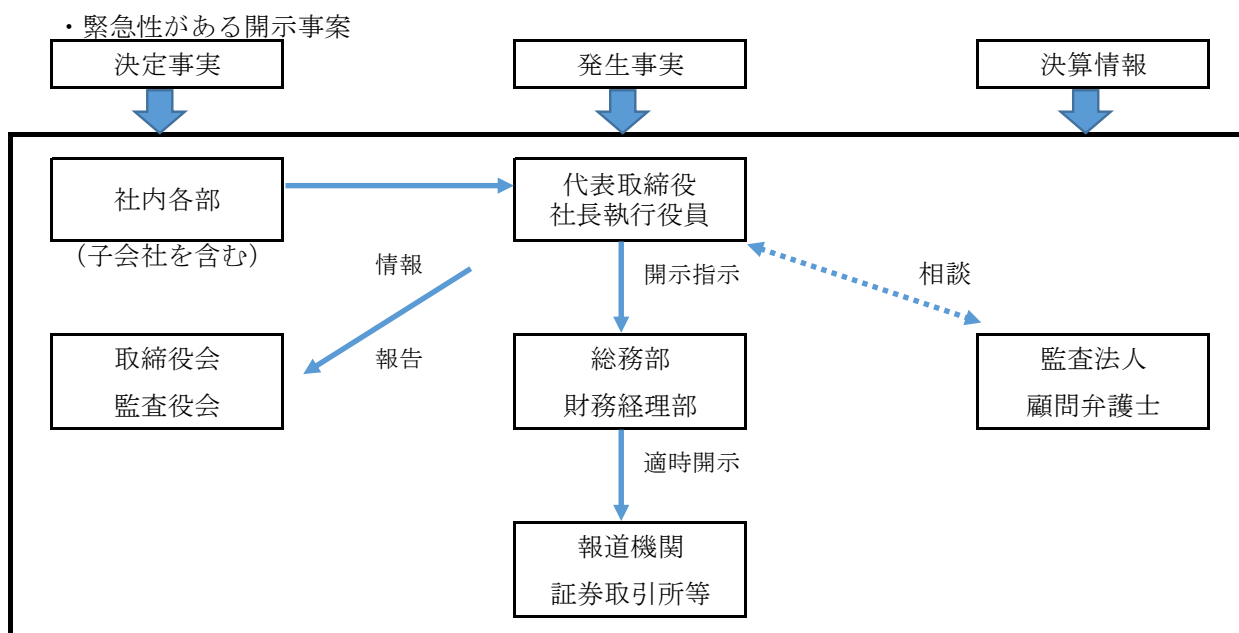 ・緊急性がある開示事案
決定事実
発生事実
決算情報
社内各部
代表取締役
社長執行役員
(子会社を含む)
情報
開示指示
相談
取締役会
監査役会
報告
総務部
財務経理部
監査法人
顧問弁護士
適時開示
報道機関
証券取引所等